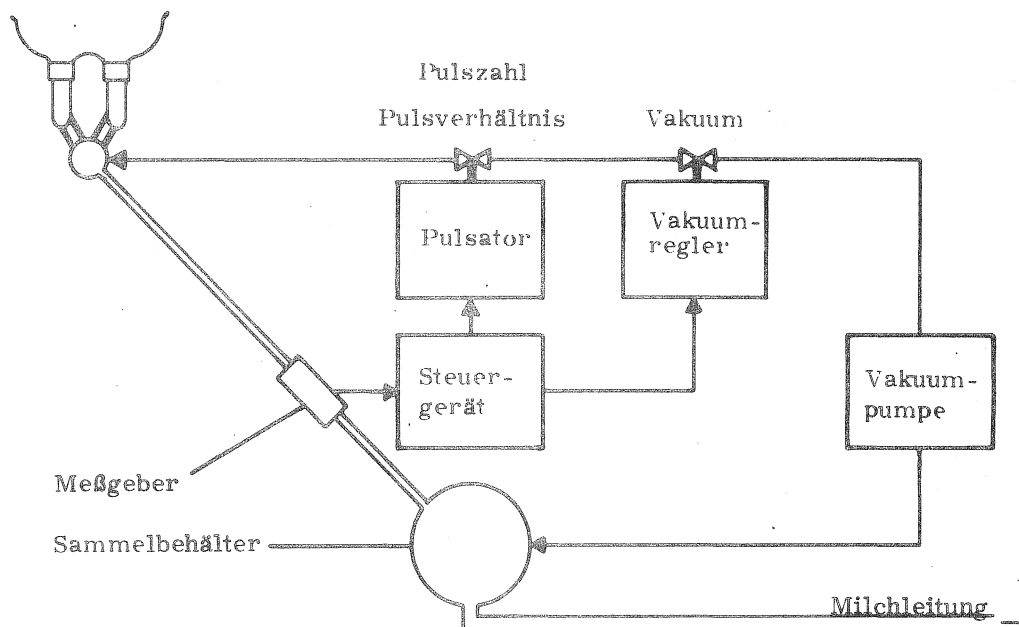 Pulszahl
Pulsverhältnis
Vakuum
Pulsator
Vakuum-
regler
Steuer-
gerät
Vakuum-
pumpe
Meßgeber
Sammelbehälter
Milchleitung